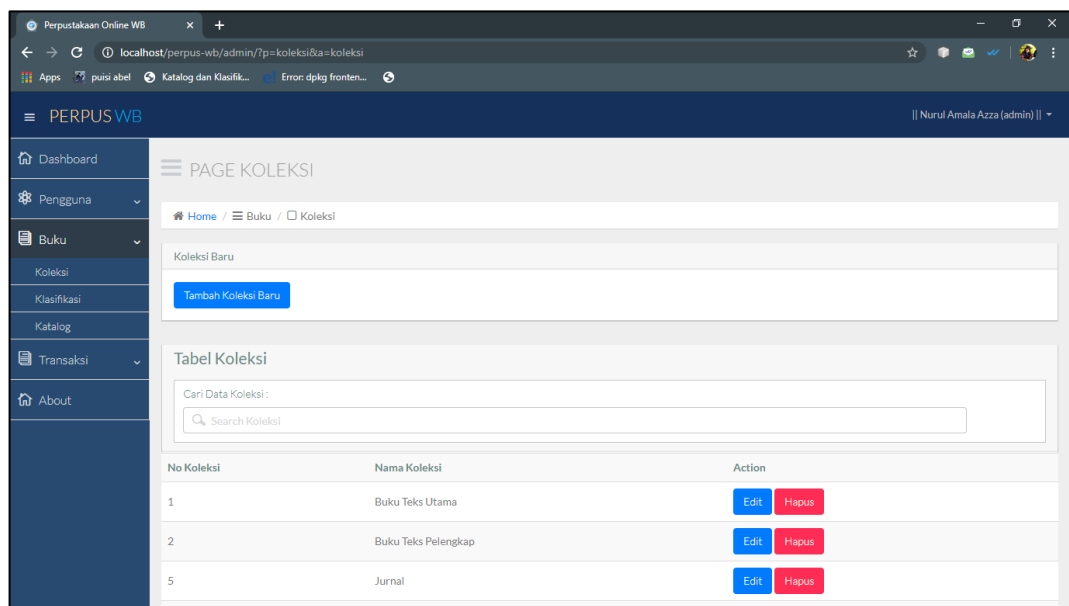 Perpustakaan Online WB
localhost/perpus-wb/admin/?p=koleksi&a=koleksi
Apps puisi abel Katalog dan Klasifik... Error: dpkg fronten...
PERPUS WB
|| Nurul Amala Azza (admin) ||
Dashboard
Pengguna
Buku
Koleksi
Klasifikasi
Katalog
Transaksi
About
PAGE KOLEKSI
Home / Buku / Koleksi
Koleksi Baru
Tambah Koleksi Baru
Tabel Koleksi
Cari Data Koleksi :
Search Koleksi
No Koleksi Nama Koleksi Action
1 Buku Teks Utama Edit Hapus
2 Buku Teks Pelengkap Edit Hapus
5 Jurnal Edit Hapus